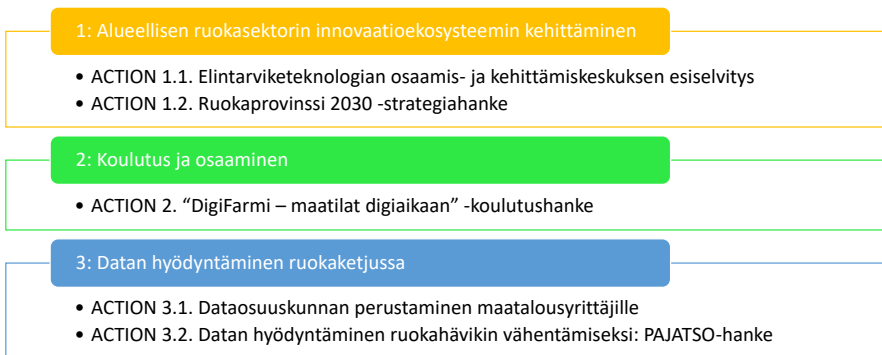 1: Alueellisen ruokasektorin innovaatioekosysteemin kehittäminen
• ACTION 1.1. Elintarviketeknologian osaamis- ja kehittämiskeskuksen esiselvitys
• ACTION 1.2. Ruokaprovinssi 2030 -strategiahanke
2: Koulutus ja osaaminen
• ACTION 2. “DigiFarmi – maatilat digiaikaan” -koulutushanke
3: Datan hyödyntäminen ruokaketjussa
• ACTION 3.1. Dataosuuskunnan perustaminen maatalousyrittäjille
• ACTION 3.2. Datan hyödyntäminen ruokahävikin vähentämiseksi: PAJATSO-hanke